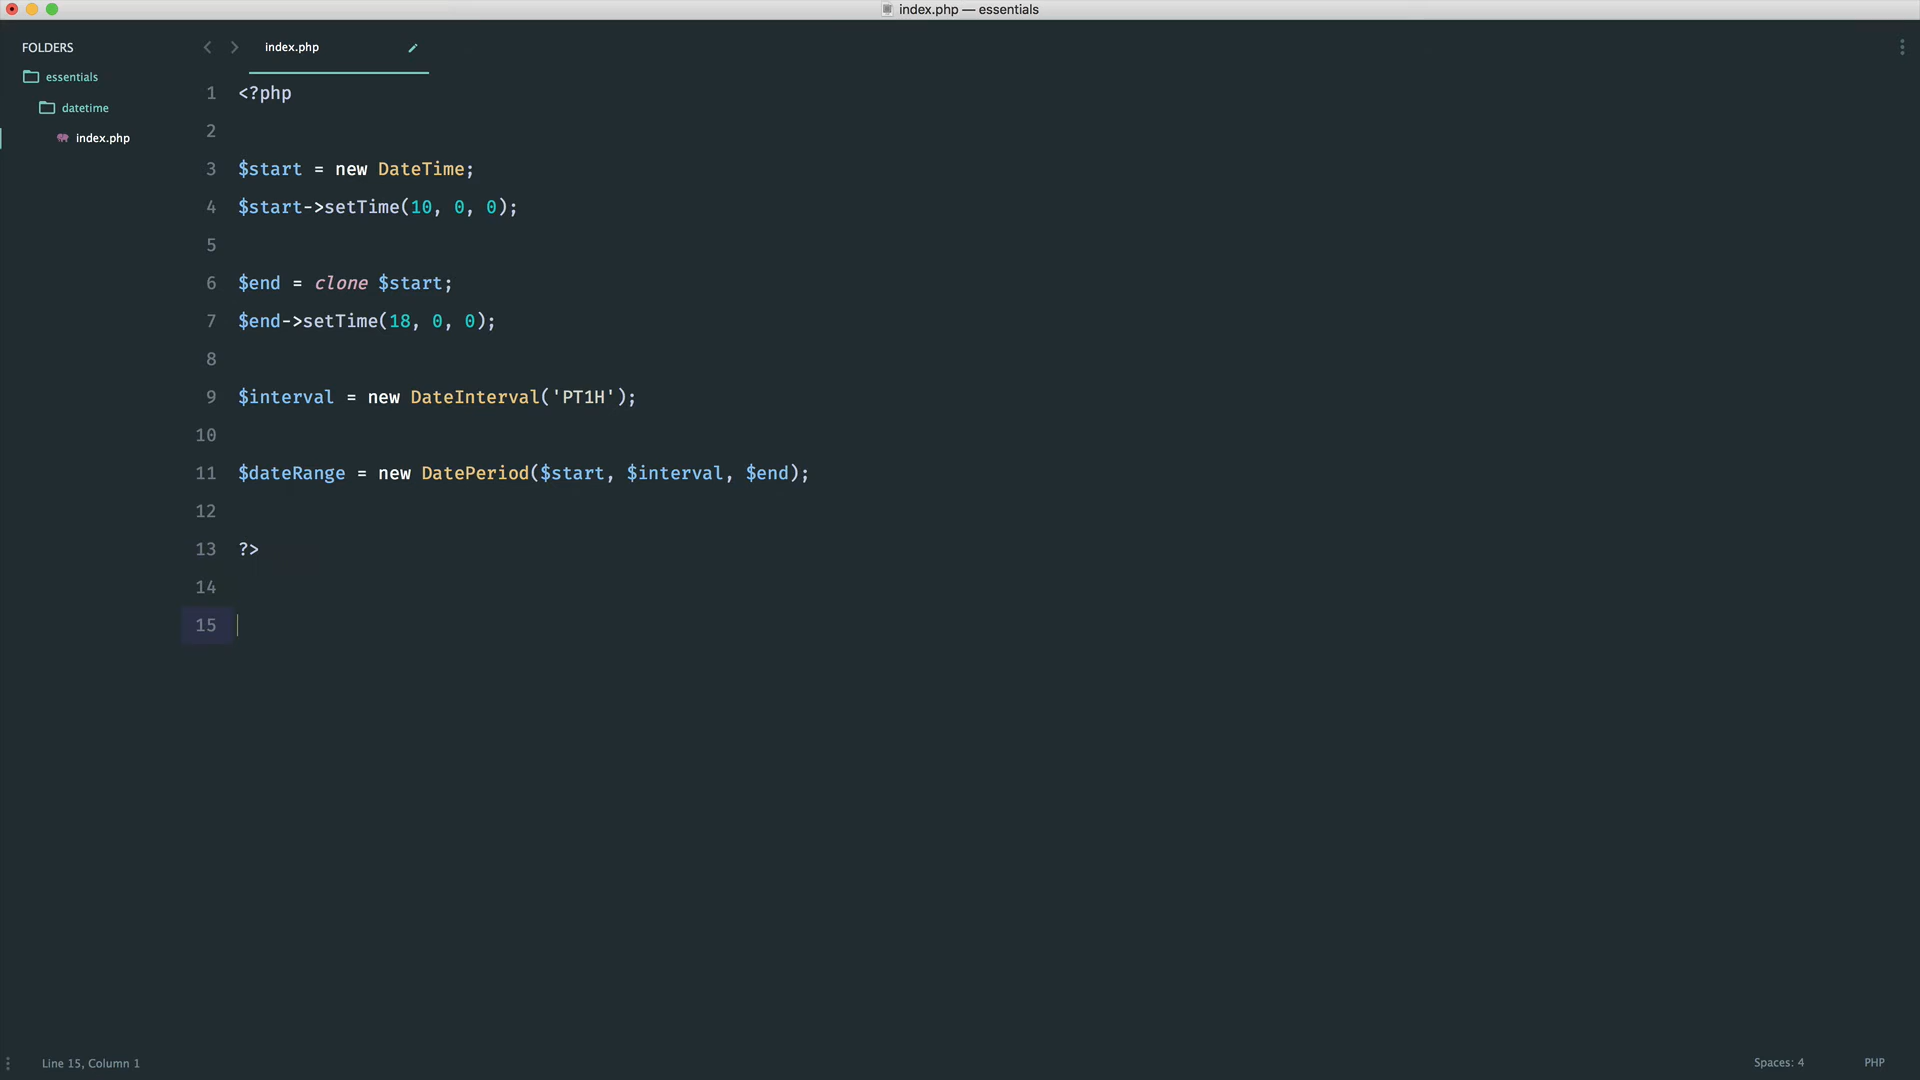 index.php — essentials
FOLDERS
essentials
datetime
index.php
index.php
1 <?php
2
3 $start = new DateTime;
4 $start->setTime(10, 0, 0);
5
6 $end = clone $start;
7 $end->setTime(18, 0, 0);
8
9 $interval = new DateInterval('PT1H');
10
11 $dateRange = new DatePeriod($start, $interval, $end);
12
13 ?>
14
15
Line 15, Column 1
Spaces: 4
PHP